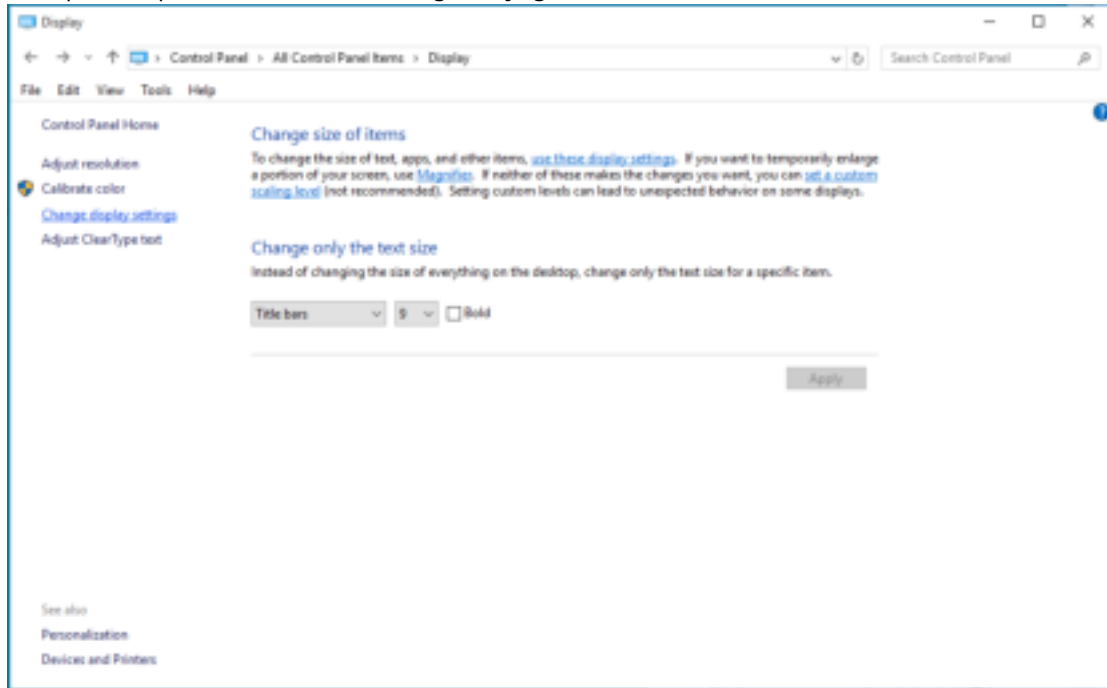 Display
Control Panel > All Control Panel Items > Display
Search Control Panel
File Edit View Tools Help
Control Panel Home
Adjust resolution
Calibrate color
Change display settings
Adjust ClearType text
Change size of items
To change the size of text, apps, and other items, use these display settings. If you want to temporarily enlarge
a portion of your screen, use Magnifier. If neither of these makes the changes you want, you can set a custom
scaling level (not recommended). Setting custom levels can lead to unexpected behavior on some displays.
Change only the text size
Instead of changing the size of everything on the desktop, change only the text size for a specific item.
Title bars 9 Bold
Apply
See also
Personalization
Devices and Printers